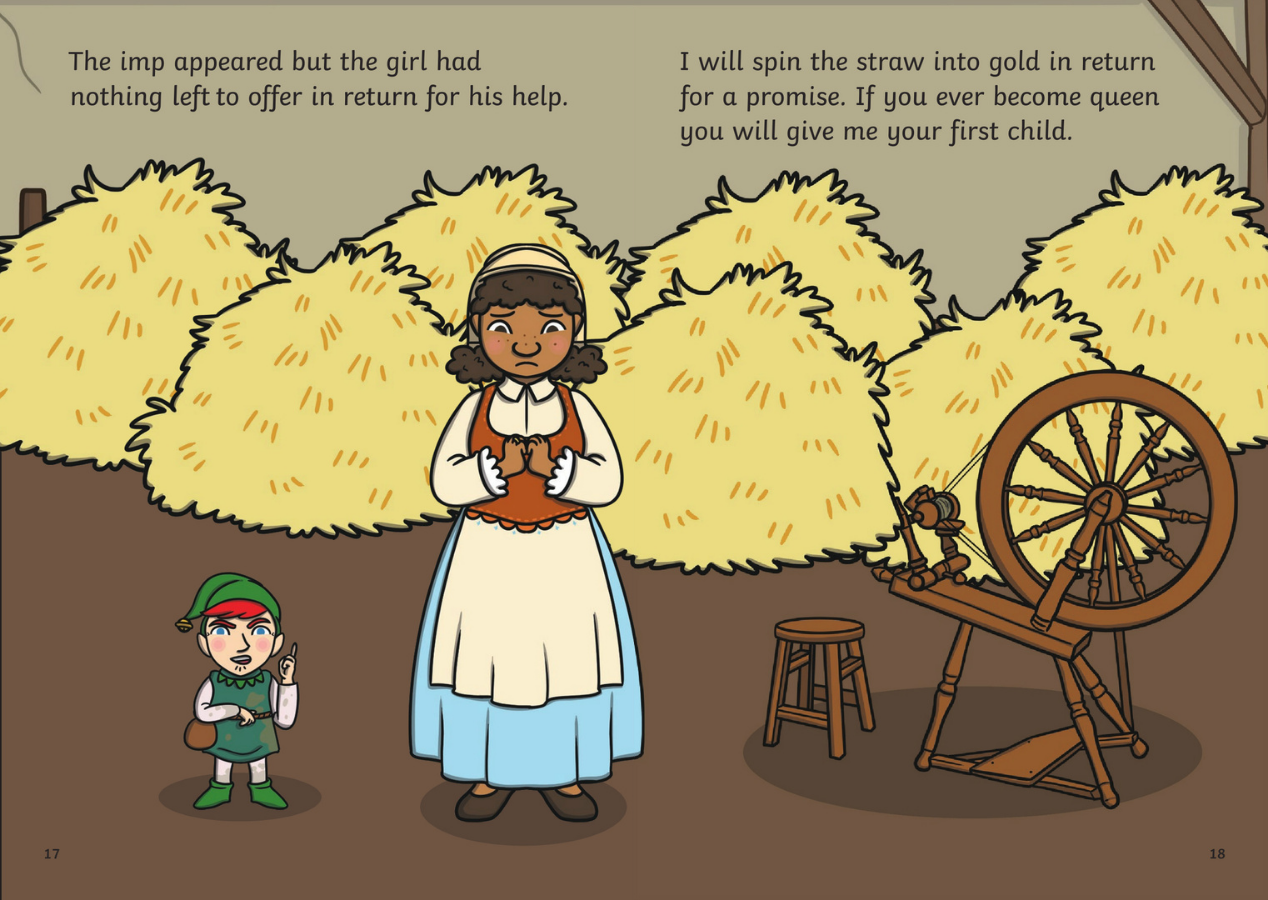 The imp appeared but the girl had
nothing left to offer in return for his help.
I will spin the straw into gold in return
for a promise. If you ever become queen
you will give me your first child.
17
18